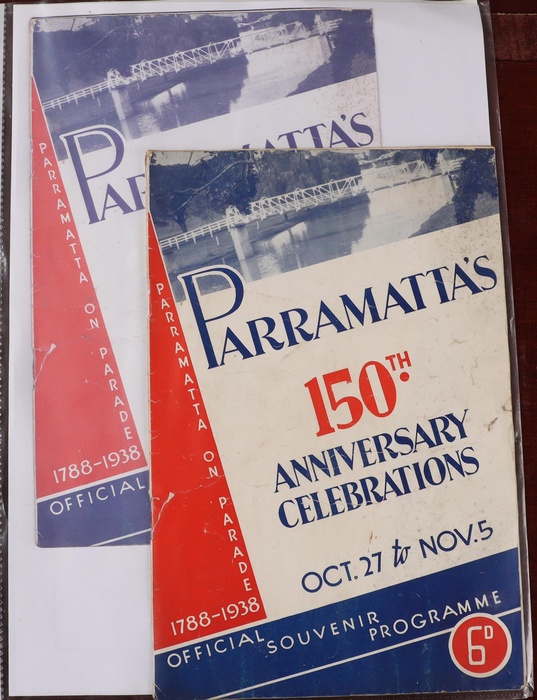 PARRAMATTA'S
PARRAMATTA ON PARADE
1788-1938
OFFICIAL
PARRAMATTA'S
150TH
ANNIVERSARY
CELEBRATIONS
OCT. 27 to NOV. 5
PARRAMATTA ON PARADE
1788-1938
OFFICIAL SOUVENIR PROGRAMME
6D